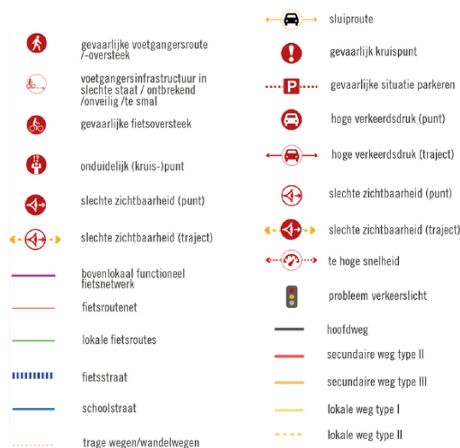 gevaarlijke voetgangersroute
/-oversteek
voetgangersinfrastructuur in
slechte staat / ontbrekend
/onveilig /te smal
gevaarlijke fietsoversteek
onduidelijk (kruis-)punt
slechte zichtbaarheid (punt)
slechte zichtbaarheid (traject)
bovenlokaal functioneel
fietsnetwerk
fietsroutenet
lokale fietsroutes
fietsstraat
schoolstraat
trage wegen/wandelwegen
sluiproute
gevaarlijk kruispunt
P
gevaarlijke situatie parkeren
hoge verkeersdruk (punt)
hoge verkeerdsdruk (traject)
slechte zichtbaarheid (punt)
slechte zichtbaarheid (traject)
te hoge snelheid
probleem verkeerslicht
hoofdweg
secundaire weg type II
secundaire weg type III
lokale weg type I
lokale weg type II